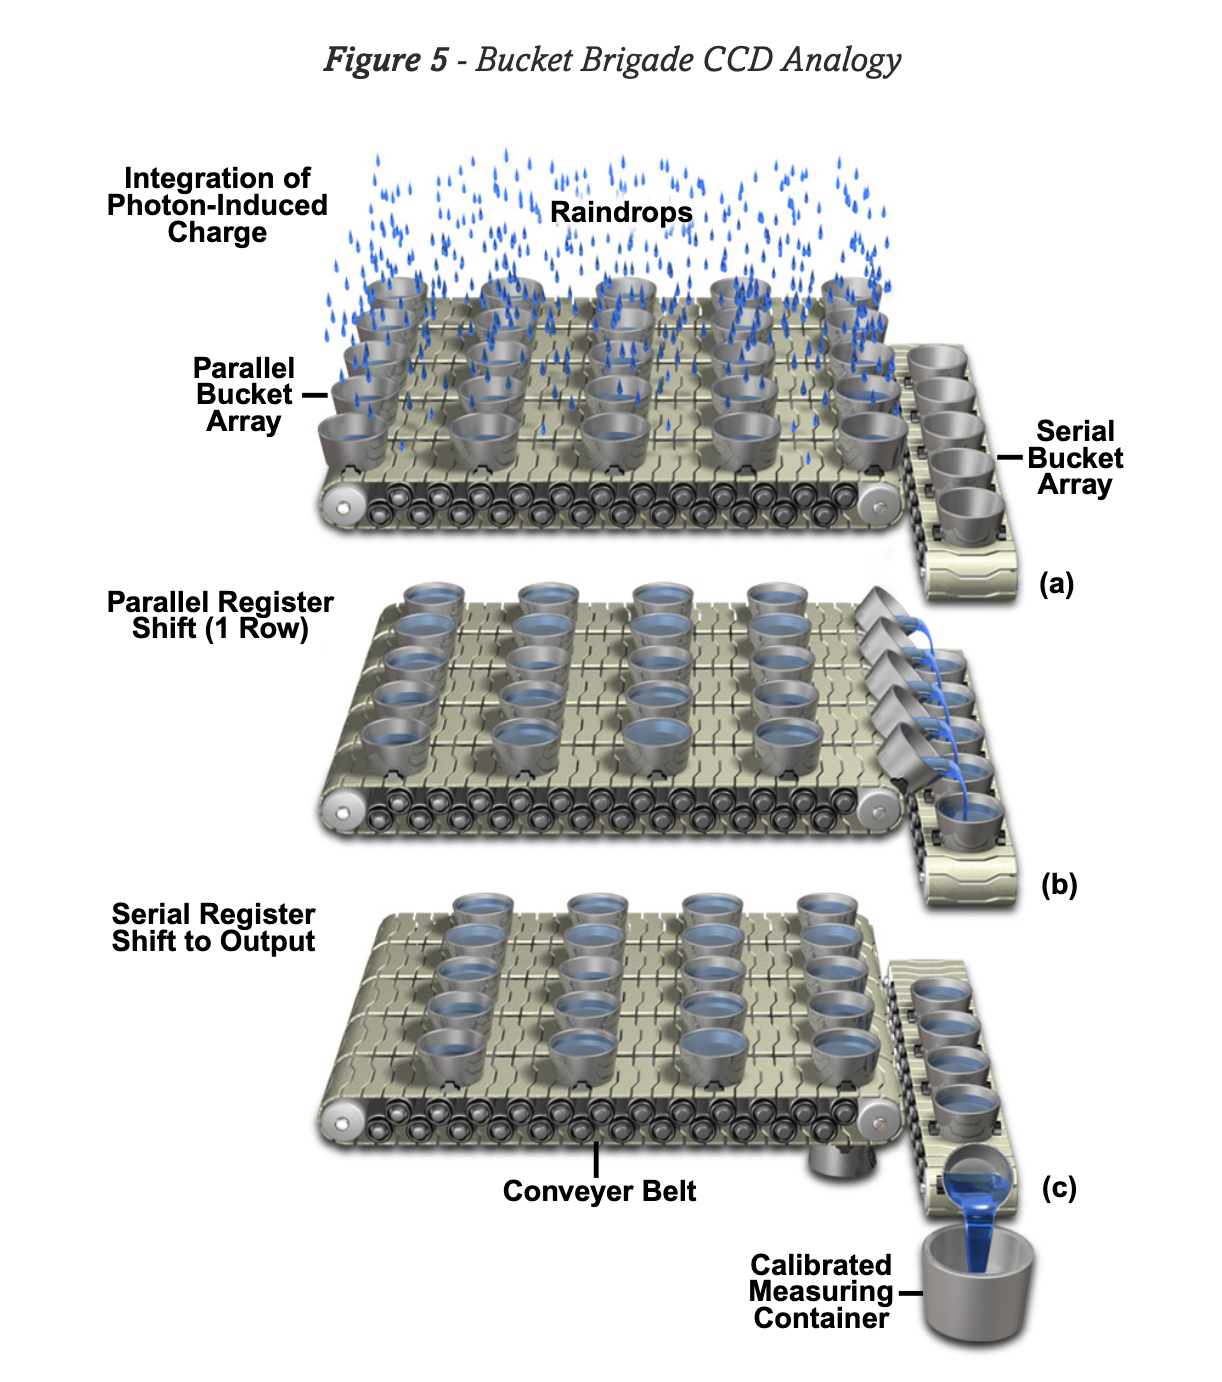 Figure 5 - Bucket Brigade CCD Analogy
Integration of
Photon-Induced
Charge
Raindrops
Parallel
Bucket
Array
Serial
Bucket
Array
(a)
Parallel Register
Shift (1 Row)
(b)
Serial Register
Shift to Output
Conveyer Belt
(c)
Calibrated
Measuring
Container